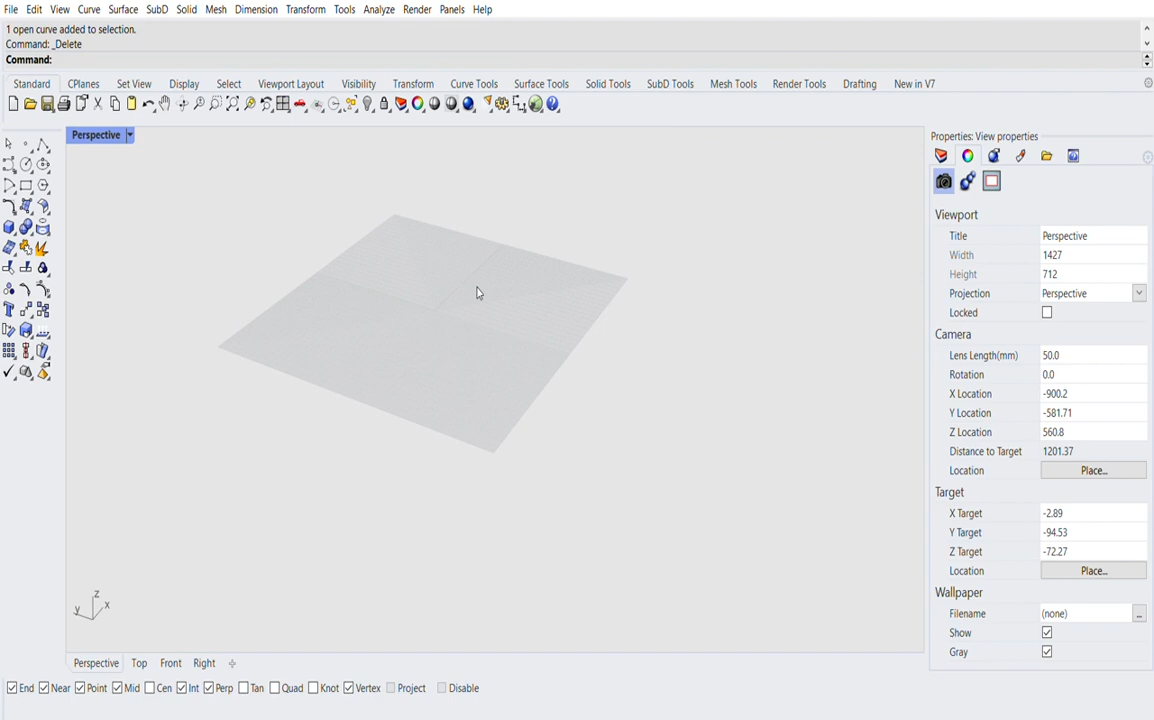 File Edit View Curve Surface SubD Solid Mesh Dimension Transform Tools Analyze Render Panels Help
1 open curve added to selection.
Command: _Delete
Command:
Standard CPlanes Set View Display Select Viewport Layout Visibility Transform Curve Tools Surface Tools Solid Tools SubD Tools Mesh Tools Render Tools Drafting New in V7
Perspective
Properties: View properties
Viewport
Title Perspective
Width 1427
Height 712
Projection Perspective
Locked
Camera
Lens Length(mm) 50.0
Rotation 0.0
X Location -900.2
Y Location -581.71
Z Location 560.8
Distance to Target 1201.37
Location Place...
Target
X Target -2.89
Y Target -94.53
Z Target -72.27
Location Place...
Wallpaper
Filename (none) ...
Show
Gray
z
y x
Perspective Top Front Right
End Near Point Mid Cen Int Perp Tan Quad Knot Vertex Project Disable